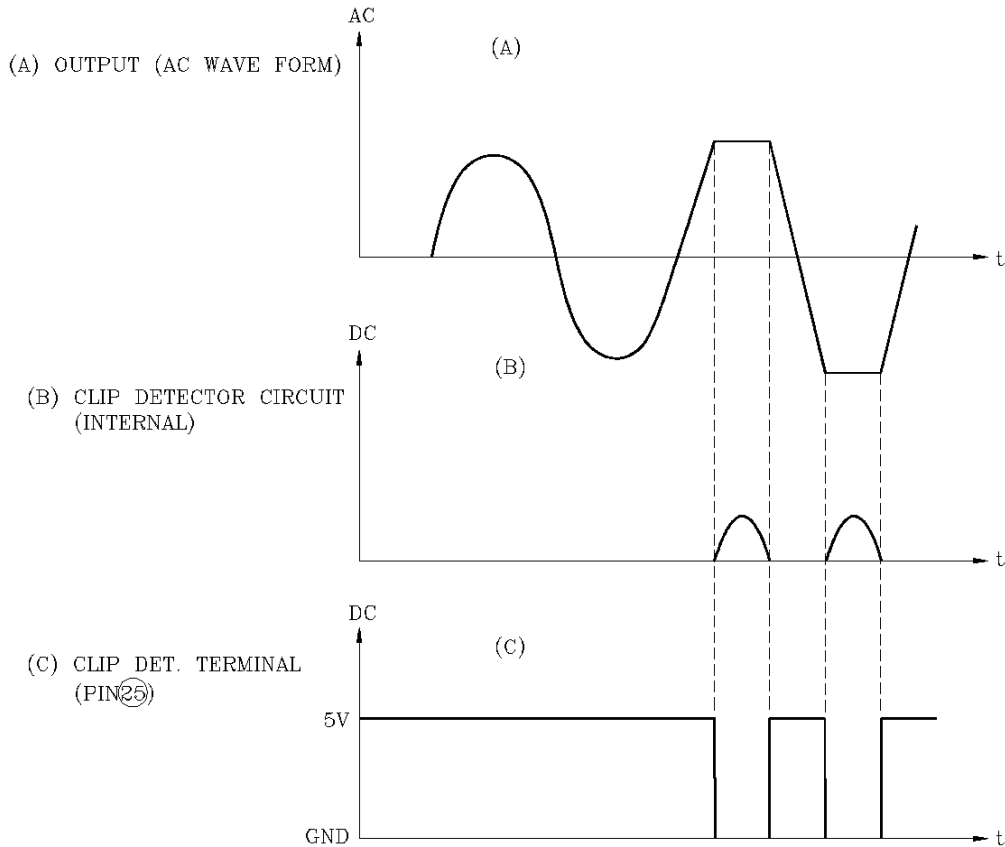 AC
(A) OUTPUT (AC WAVE FORM)
(A)
t
DC
(B) CLIP DETECTOR CIRCUIT
(INTERNAL)
(B)
t
DC
(C) CLIP DET. TERMINAL
(PIN25)
(C)
5V
GND
t